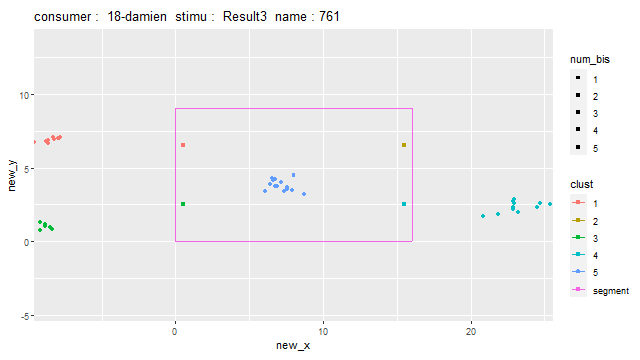 consumer : 18-damien stimu : Result3 name : 761
new_y
10
5
0
-5
0
10
20
new_x
num_bis
1
2
3
4
5
clust
1
2
3
4
5
segment